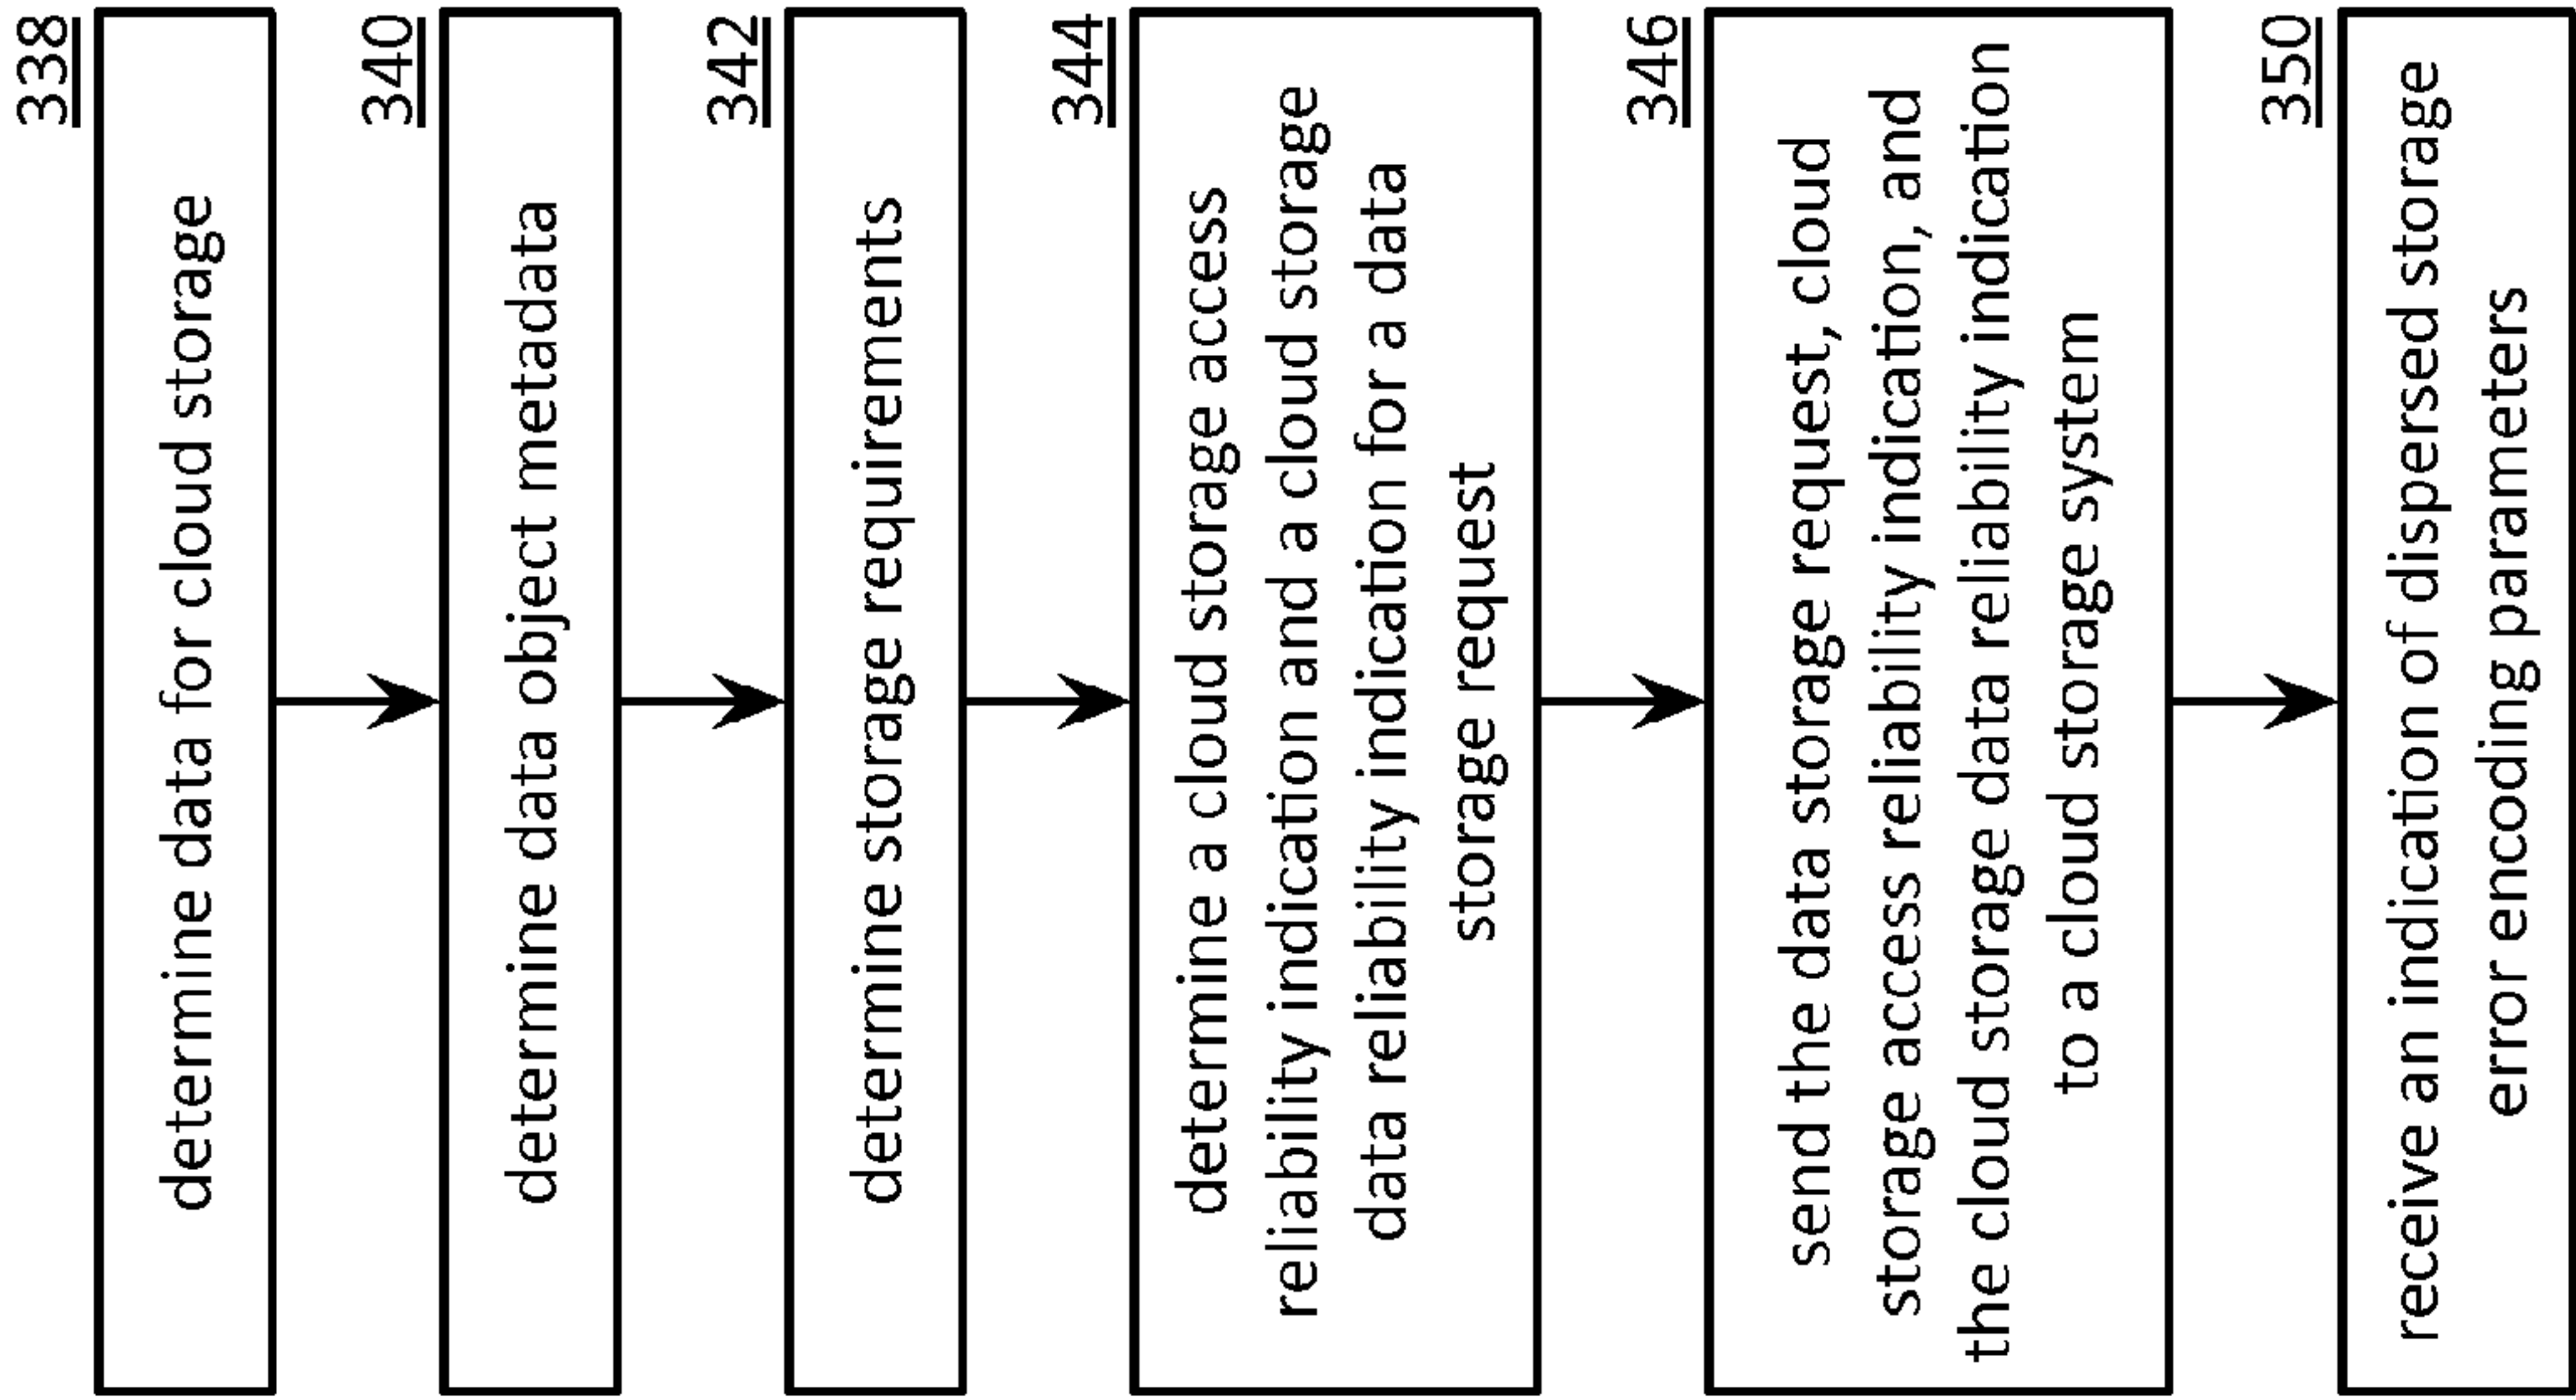 338
determine data for cloud storage
340
determine data object metadata
342
determine storage requirements
344
determine a cloud storage access
reliability indication and a cloud storage
data reliability indication for a data
storage request
346
send the data storage request, cloud
storage access reliability indication, and
the cloud storage data reliability indication
to a cloud storage system
350
receive an indication of dispersed storage
error encoding parameters